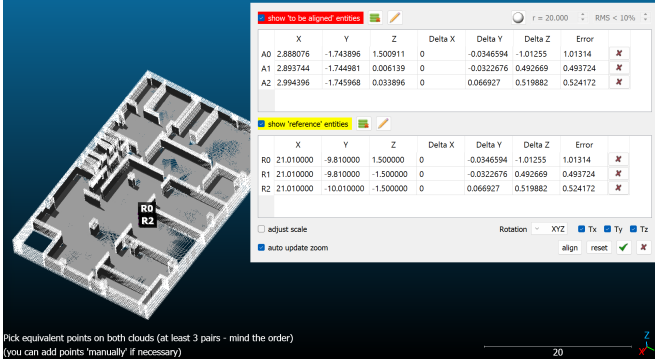 show 'to be aligned' entities
r = 20.000
RMS < 10%
X Y Z Delta X Delta Y Delta Z Error
A0 2.888076 -1.743896 1.500911 0 -0.0346594 -1.01255 1.01314
A1 2.893744 -1.744981 0.006139 0 -0.0322676 0.492669 0.493724
A2 2.994396 -1.745968 0.033896 0 0.066927 0.519882 0.524172
show 'reference' entities
X Y Z Delta X Delta Y Delta Z Error
R0 21.010000 -9.810000 1.500000 0 -0.0346594 -1.01255 1.01314
R1 21.010000 -9.810000 -1.500000 0 -0.0322676 0.492669 0.493724
R2 21.010000 -10.010000 -1.500000 0 0.066927 0.519882 0.524172
R0
R2
adjust scale
Rotation XYZ Tx Ty Tz
auto update zoom
align reset
Pick equivalent points on both clouds (at least 3 pairs - mind the order)
(you can add points 'manually' if necessary)
20
Z
X